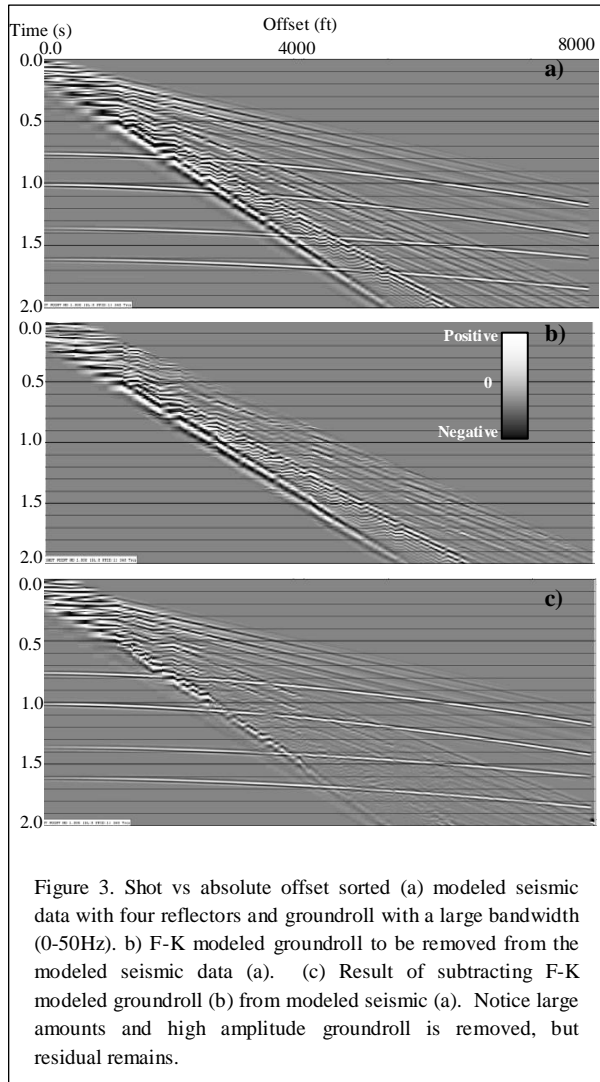 Time (s)
Offset (ft)
0.0
4000
8000
0.0
a)
0.5
1.0
1.5
2.0
0.0
b)
Positive
0
Negative
0.5
1.0
1.5
2.0
0.0
c)
0.5
1.0
1.5
2.0
Figure 3. Shot vs absolute offset sorted (a) modeled seismic
data with four reflectors and groundroll with a large bandwidth
(0-50Hz). b) F-K modeled groundroll to be removed from the
modeled seismic data (a). (c) Result of subtracting F-K
modeled groundroll (b) from modeled seismic (a). Notice large
amounts and high amplitude groundroll is removed, but
residual remains.